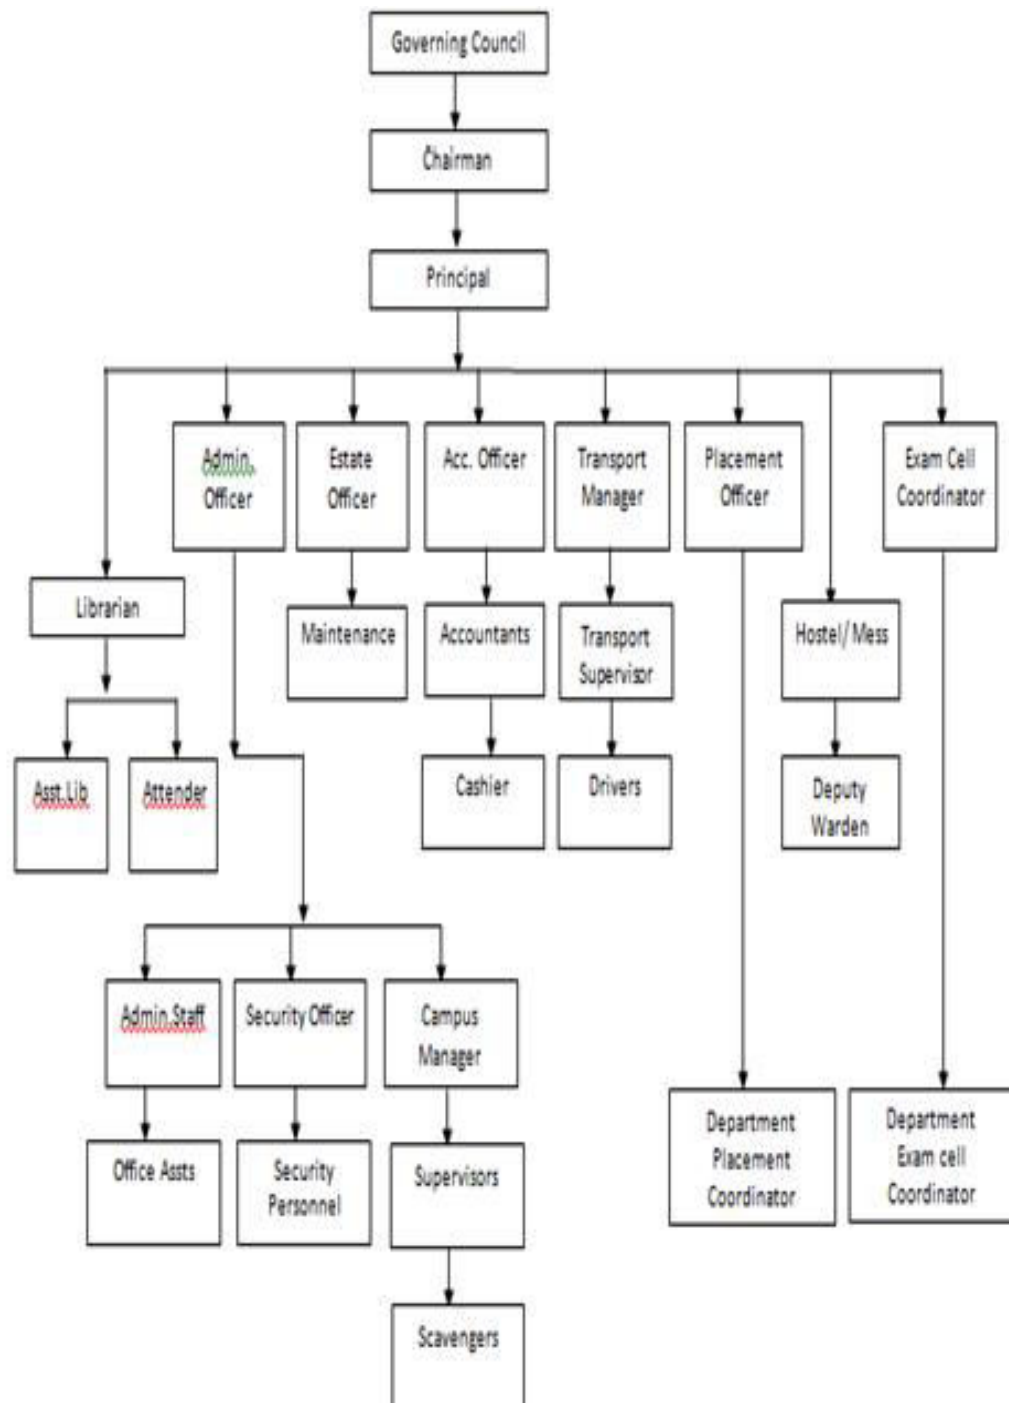 Governing Council
Chairman
Principal
Admin.
Officer
Estate
Officer
Acc. Officer
Transport
Manager
Placement
Officer
Exam Cell
Coordinator
Librarian
Maintenance
Accountants
Transport
Supervisor
Hostel/ Mess
Asst.Lib
Attender
Cashier
Drivers
Deputy
Warden
Admin.Staff
Security Officer
Campus
Manager
Office Assts
Security
Personnel
Supervisors
Department
Placement
Coordinator
Department
Exam cell
Coordinator
Scavengers